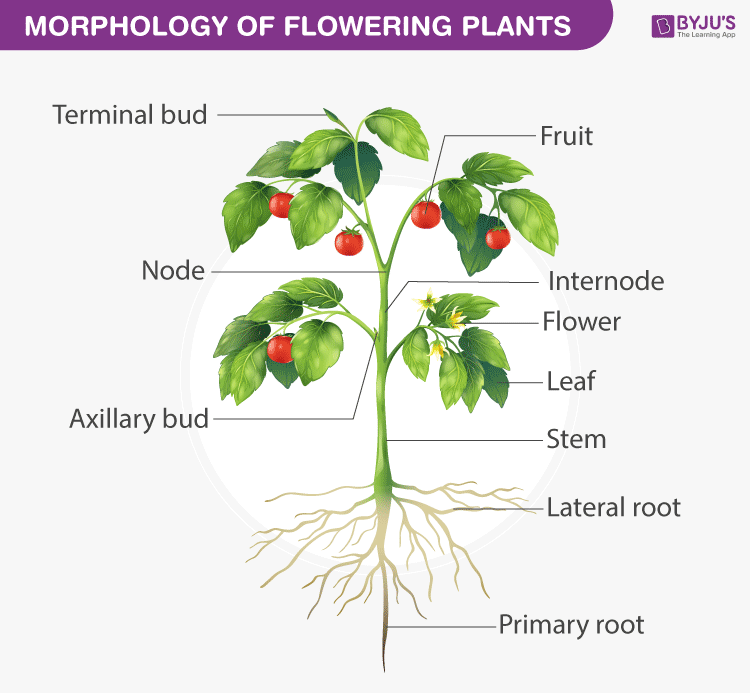 MORPHOLOGY OF FLOWERING PLANTS
BYJU'S
The Learning App
Terminal bud
Fruit
Node
Internode
Flower
Leaf
Axillary bud
Stem
Lateral root
Primary root